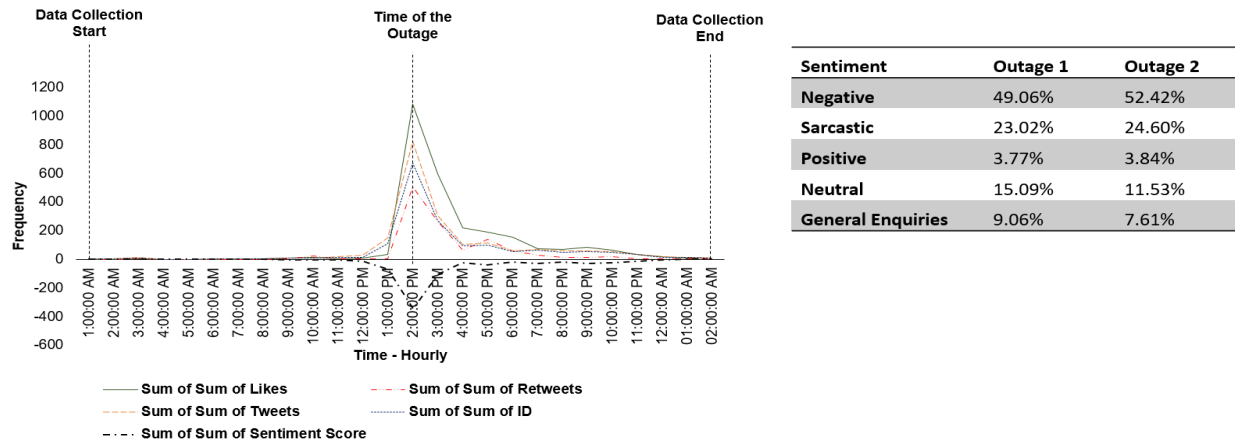 Data Collection
Start
Time of the
Outage
Data Collection
End
1200
1000
800
600
400
200
0
-200
-400
-600
Frequency
1:00:00 AM
2:00:00 AM
3:00:00 AM
4:00:00 AM
5:00:00 AM
6:00:00 AM
7:00:00 AM
8:00:00 AM
9:00:00 AM
10:00:00 AM
11:00:00 AM
12:00:00 PM
1:00:00 PM
2:00:00 PM
3:00:00 PM
4:00:00 PM
5:00:00 PM
6:00:00 PM
7:00:00 PM
8:00:00 PM
9:00:00 PM
10:00:00 PM
11:00:00 PM
12:00:00 AM
01:00:00 AM
02:00:00 AM
Time - Hourly
Sum of Sum of Likes
Sum of Sum of Retweets
Sum of Sum of Tweets
Sum of Sum of ID
Sum of Sum of Sentiment Score
Sentiment Outage 1 Outage 2
Negative 49.06% 52.42%
Sarcastic 23.02% 24.60%
Positive 3.77% 3.84%
Neutral 15.09% 11.53%
General Enquiries 9.06% 7.61%